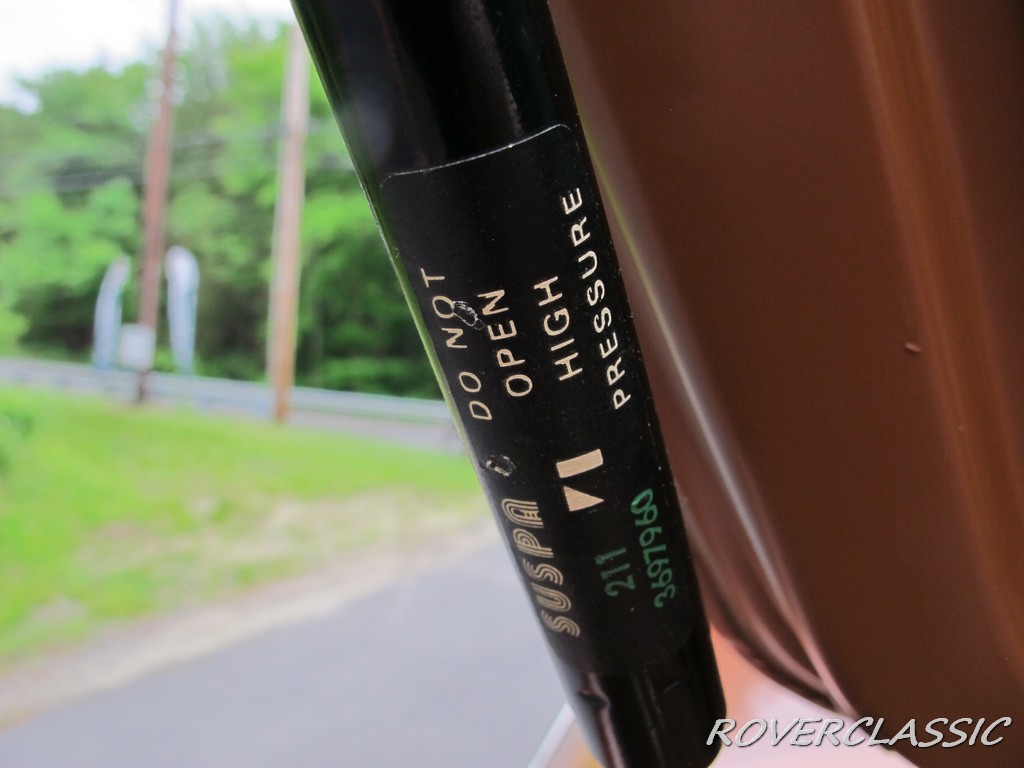 DO NOT
OPEN
HIGH
PRESSURE
SUSPA
211
3697960
ROVERCLASSIC